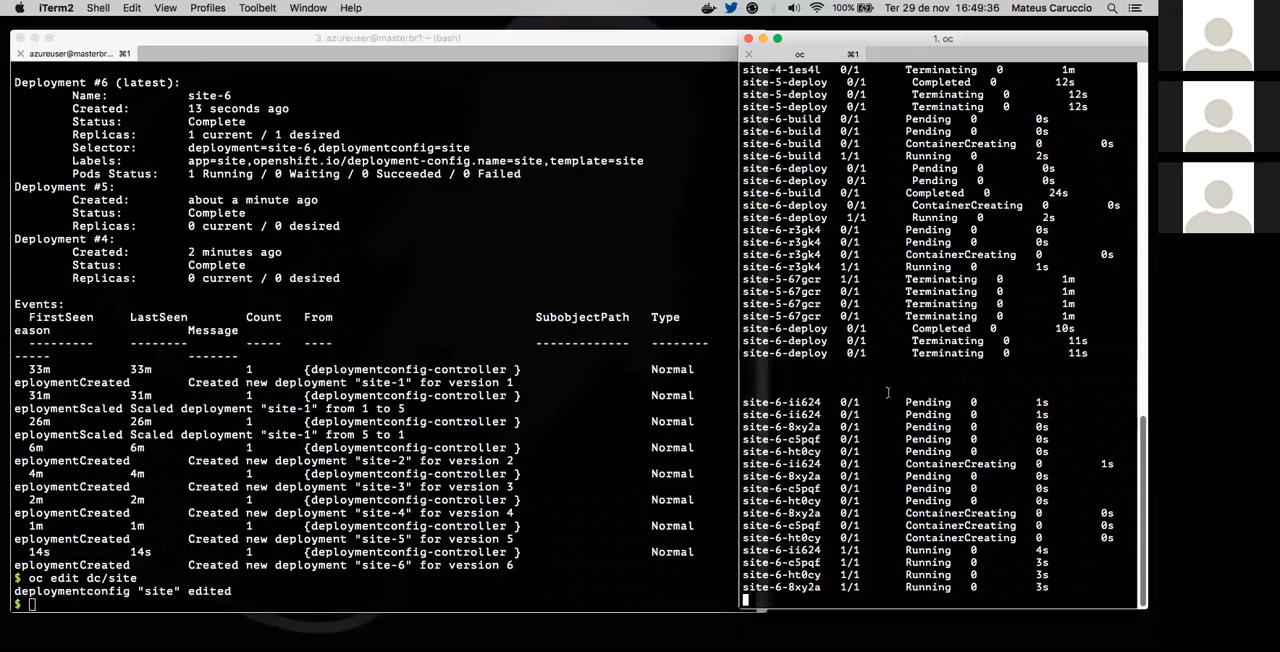 iTerm2 Shell Edit View Profiles Toolbelt Window Help 100% Ter 29 de nov 16:49:36 Mateus Caruccio
3. azureuser@masterbr1:~ (bash)
azureuser@masterbr... ⌘1
Deployment #6 (latest):
Name: site-6
Created: 13 seconds ago
Status: Complete
Replicas: 1 current / 1 desired
Selector: deployment=site-6,deploymentconfig=site
Labels: app=site,openshift.io/deployment-config.name=site,template=site
Pods Status: 1 Running / 0 Waiting / 0 Succeeded / 0 Failed
Deployment #5:
Created: about a minute ago
Status: Complete
Replicas: 0 current / 0 desired
Deployment #4:
Created: 2 minutes ago
Status: Complete
Replicas: 0 current / 0 desired
Events:
FirstSeen LastSeen Count From SubobjectPath Type
eason Message
--------- -------- ----- ---- ------------- --------
----- -------
33m 33m 1 {deploymentconfig-controller } Normal
eploymentCreated Created new deployment "site-1" for version 1
31m 31m 1 {deploymentconfig-controller } Normal
eploymentScaled Scaled deployment "site-1" from 1 to 5
26m 26m 1 {deploymentconfig-controller } Normal
eploymentScaled Scaled deployment "site-1" from 5 to 1
6m 6m 1 {deploymentconfig-controller } Normal
eploymentCreated Created new deployment "site-2" for version 2
4m 4m 1 {deploymentconfig-controller } Normal
eploymentCreated Created new deployment "site-3" for version 3
2m 2m 1 {deploymentconfig-controller } Normal
eploymentCreated Created new deployment "site-4" for version 4
1m 1m 1 {deploymentconfig-controller } Normal
eploymentCreated Created new deployment "site-5" for version 5
14s 14s 1 {deploymentconfig-controller } Normal
eploymentCreated Created new deployment "site-6" for version 6
$ oc edit dc/site
deploymentconfig "site" edited
$
1. oc
oc ⌘1
site-4-1es4l 0/1 Terminating 0 1m
site-5-deploy 0/1 Completed 0 12s
site-5-deploy 0/1 Terminating 0 12s
site-5-deploy 0/1 Terminating 0 12s
site-6-build 0/1 Pending 0 0s
site-6-build 0/1 Pending 0 0s
site-6-build 0/1 ContainerCreating 0 0s
site-6-build 1/1 Running 0 2s
site-6-deploy 0/1 Pending 0 0s
site-6-deploy 0/1 Pending 0 0s
site-6-build 0/1 Completed 0 24s
site-6-deploy 0/1 ContainerCreating 0 0s
site-6-deploy 1/1 Running 0 2s
site-6-r3gk4 0/1 Pending 0 0s
site-6-r3gk4 0/1 Pending 0 0s
site-6-r3gk4 0/1 ContainerCreating 0 0s
site-6-r3gk4 1/1 Running 0 1s
site-5-67gcr 1/1 Terminating 0 1m
site-5-67gcr 0/1 Terminating 0 1m
site-5-67gcr 0/1 Terminating 0 1m
site-5-67gcr 0/1 Terminating 0 1m
site-6-deploy 0/1 Completed 0 10s
site-6-deploy 0/1 Terminating 0 11s
site-6-deploy 0/1 Terminating 0 11s
site-6-ii624 0/1 Pending 0 1s
site-6-ii624 0/1 Pending 0 1s
site-6-8xy2a 0/1 Pending 0 0s
site-6-c5pqf 0/1 Pending 0 0s
site-6-ht0cy 0/1 Pending 0 0s
site-6-ii624 0/1 ContainerCreating 0 1s
site-6-8xy2a 0/1 Pending 0 0s
site-6-c5pqf 0/1 Pending 0 0s
site-6-ht0cy 0/1 Pending 0 0s
site-6-8xy2a 0/1 ContainerCreating 0 0s
site-6-c5pqf 0/1 ContainerCreating 0 0s
site-6-ht0cy 0/1 ContainerCreating 0 0s
site-6-ii624 1/1 Running 0 4s
site-6-c5pqf 1/1 Running 0 3s
site-6-ht0cy 1/1 Running 0 3s
site-6-8xy2a 1/1 Running 0 3s